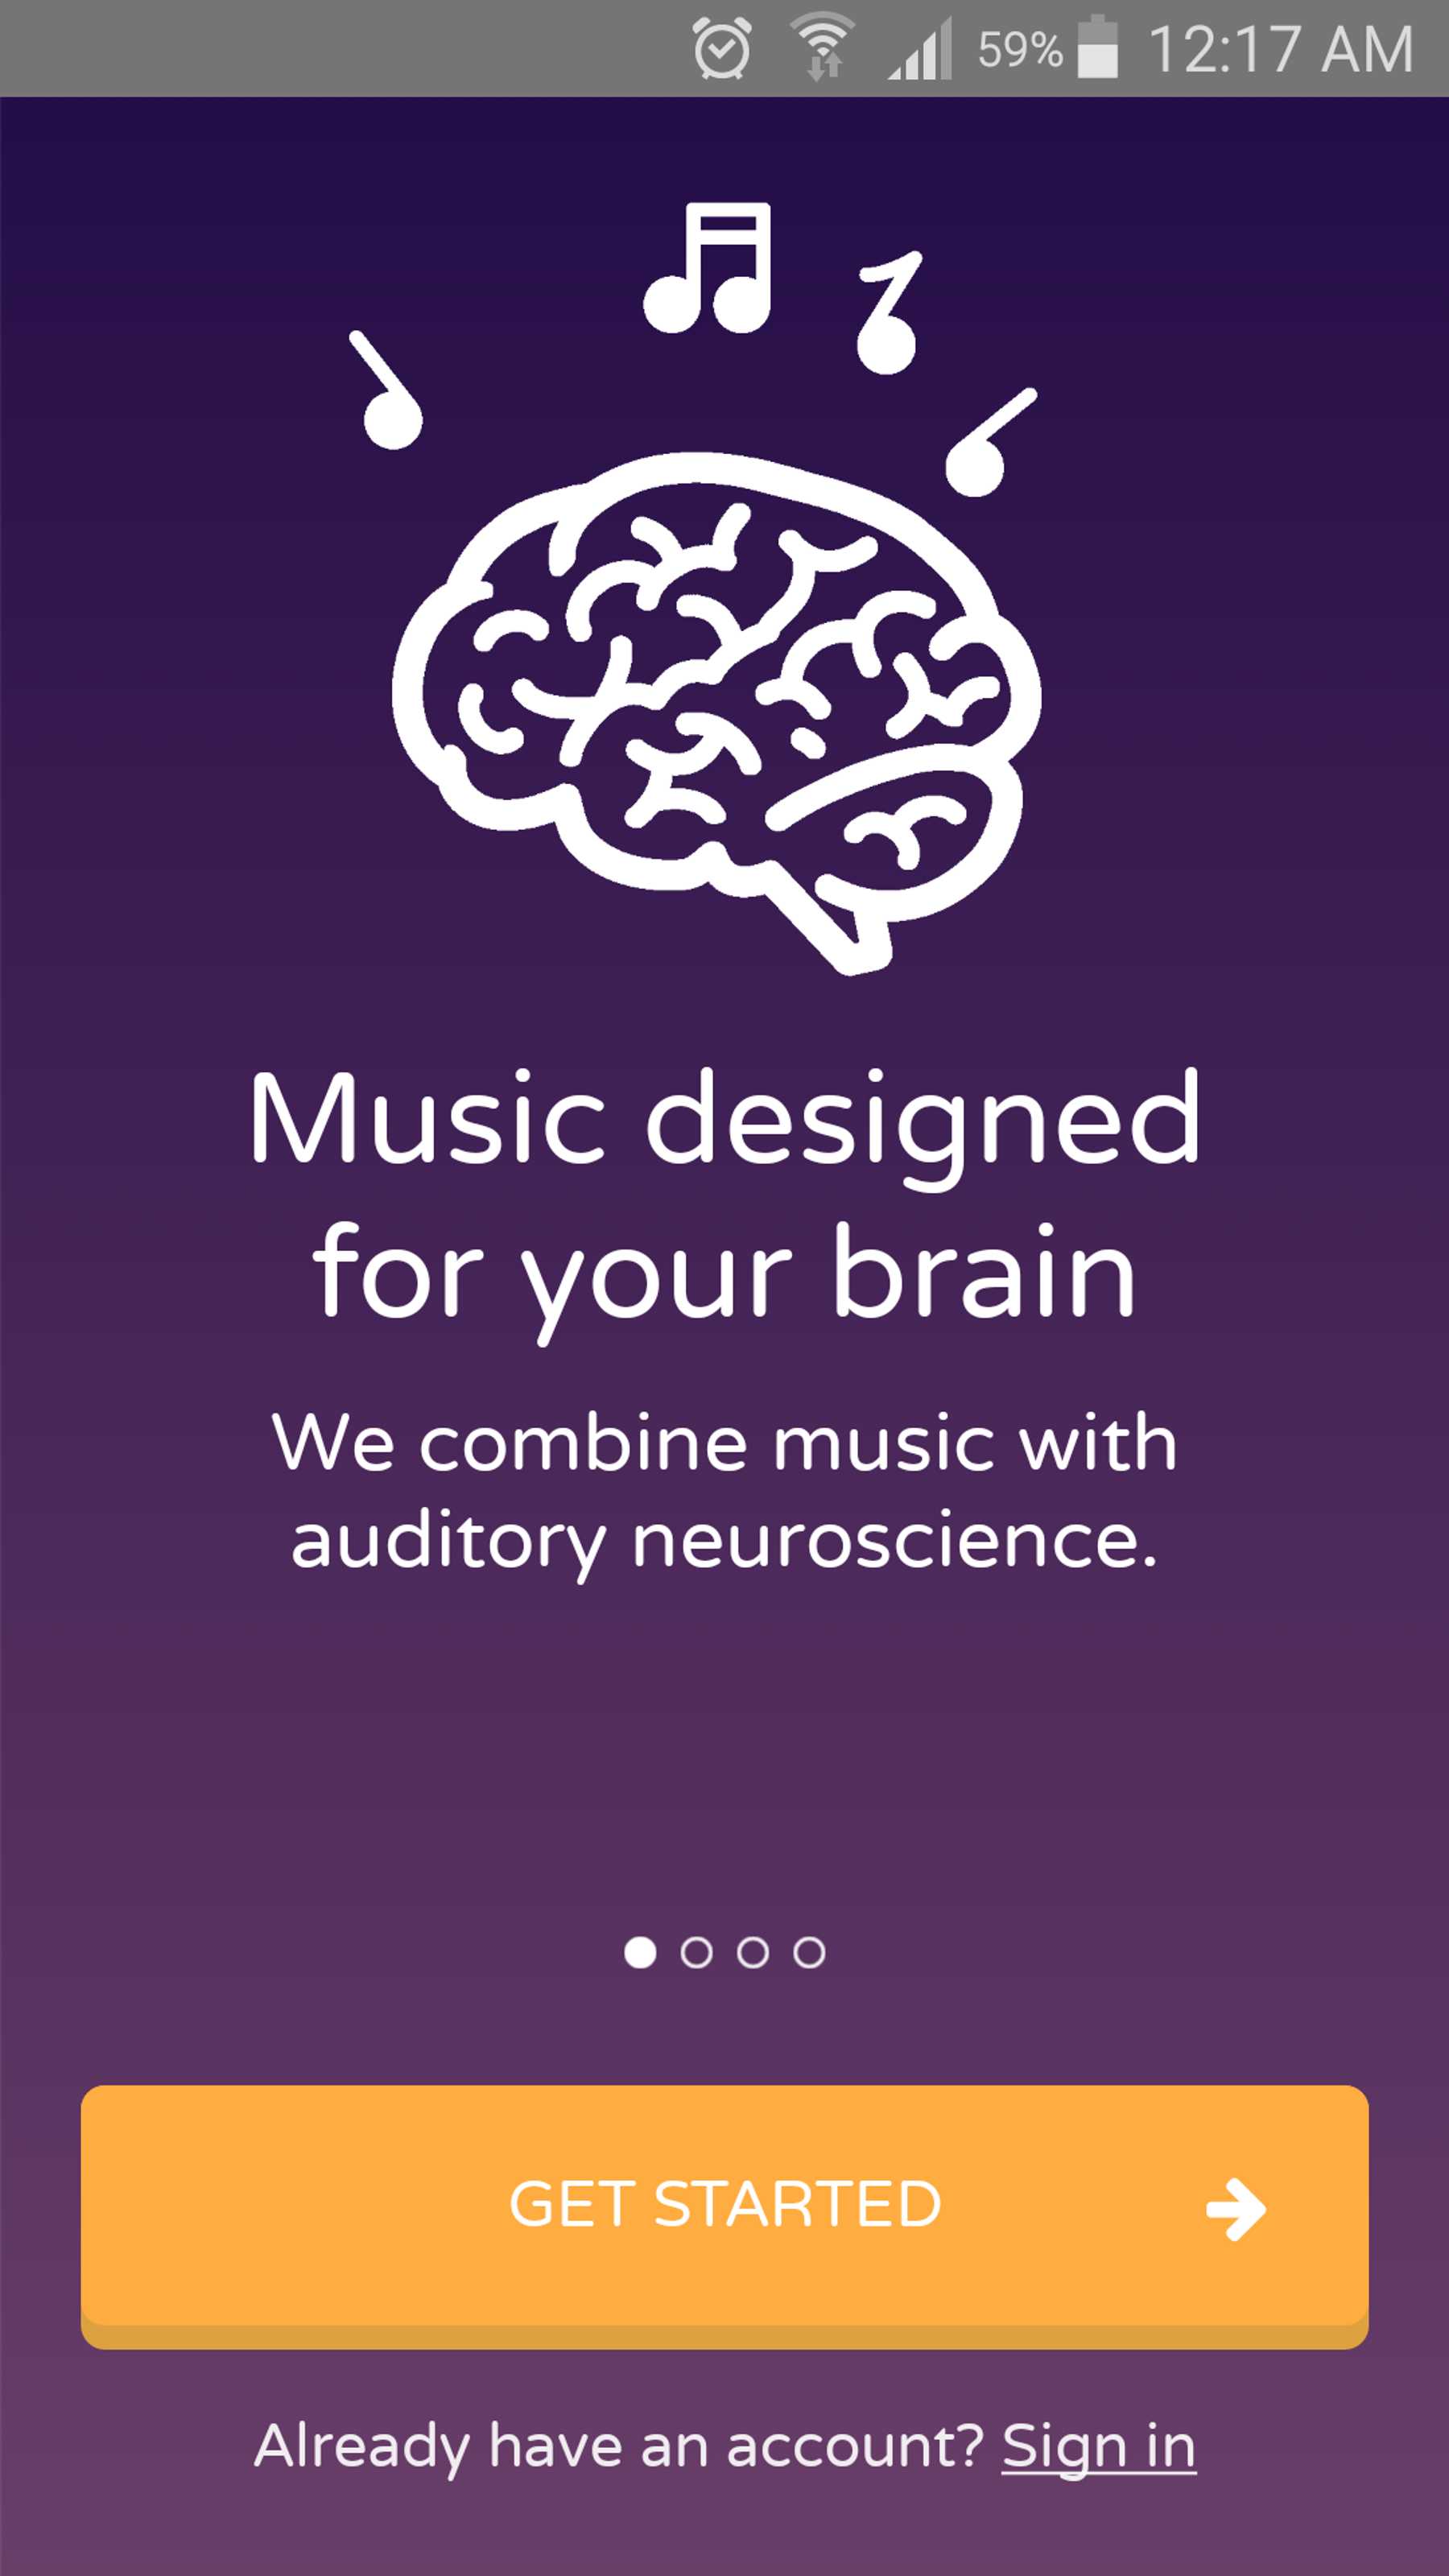 59% 12:17 AM
Music designed
for your brain
We combine music with
auditory neuroscience.
GET STARTED
Already have an account? Sign in